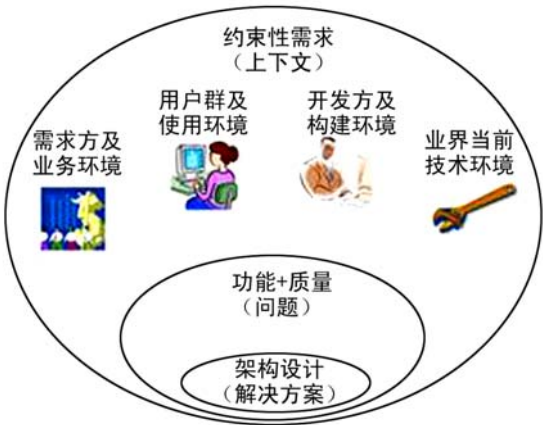 约束性需求
（上下文）
用户群及
使用环境
开发方及
构建环境
需求方及
业务环境
业界当前
技术环境
功能+质量
（问题）
架构设计
（解决方案）